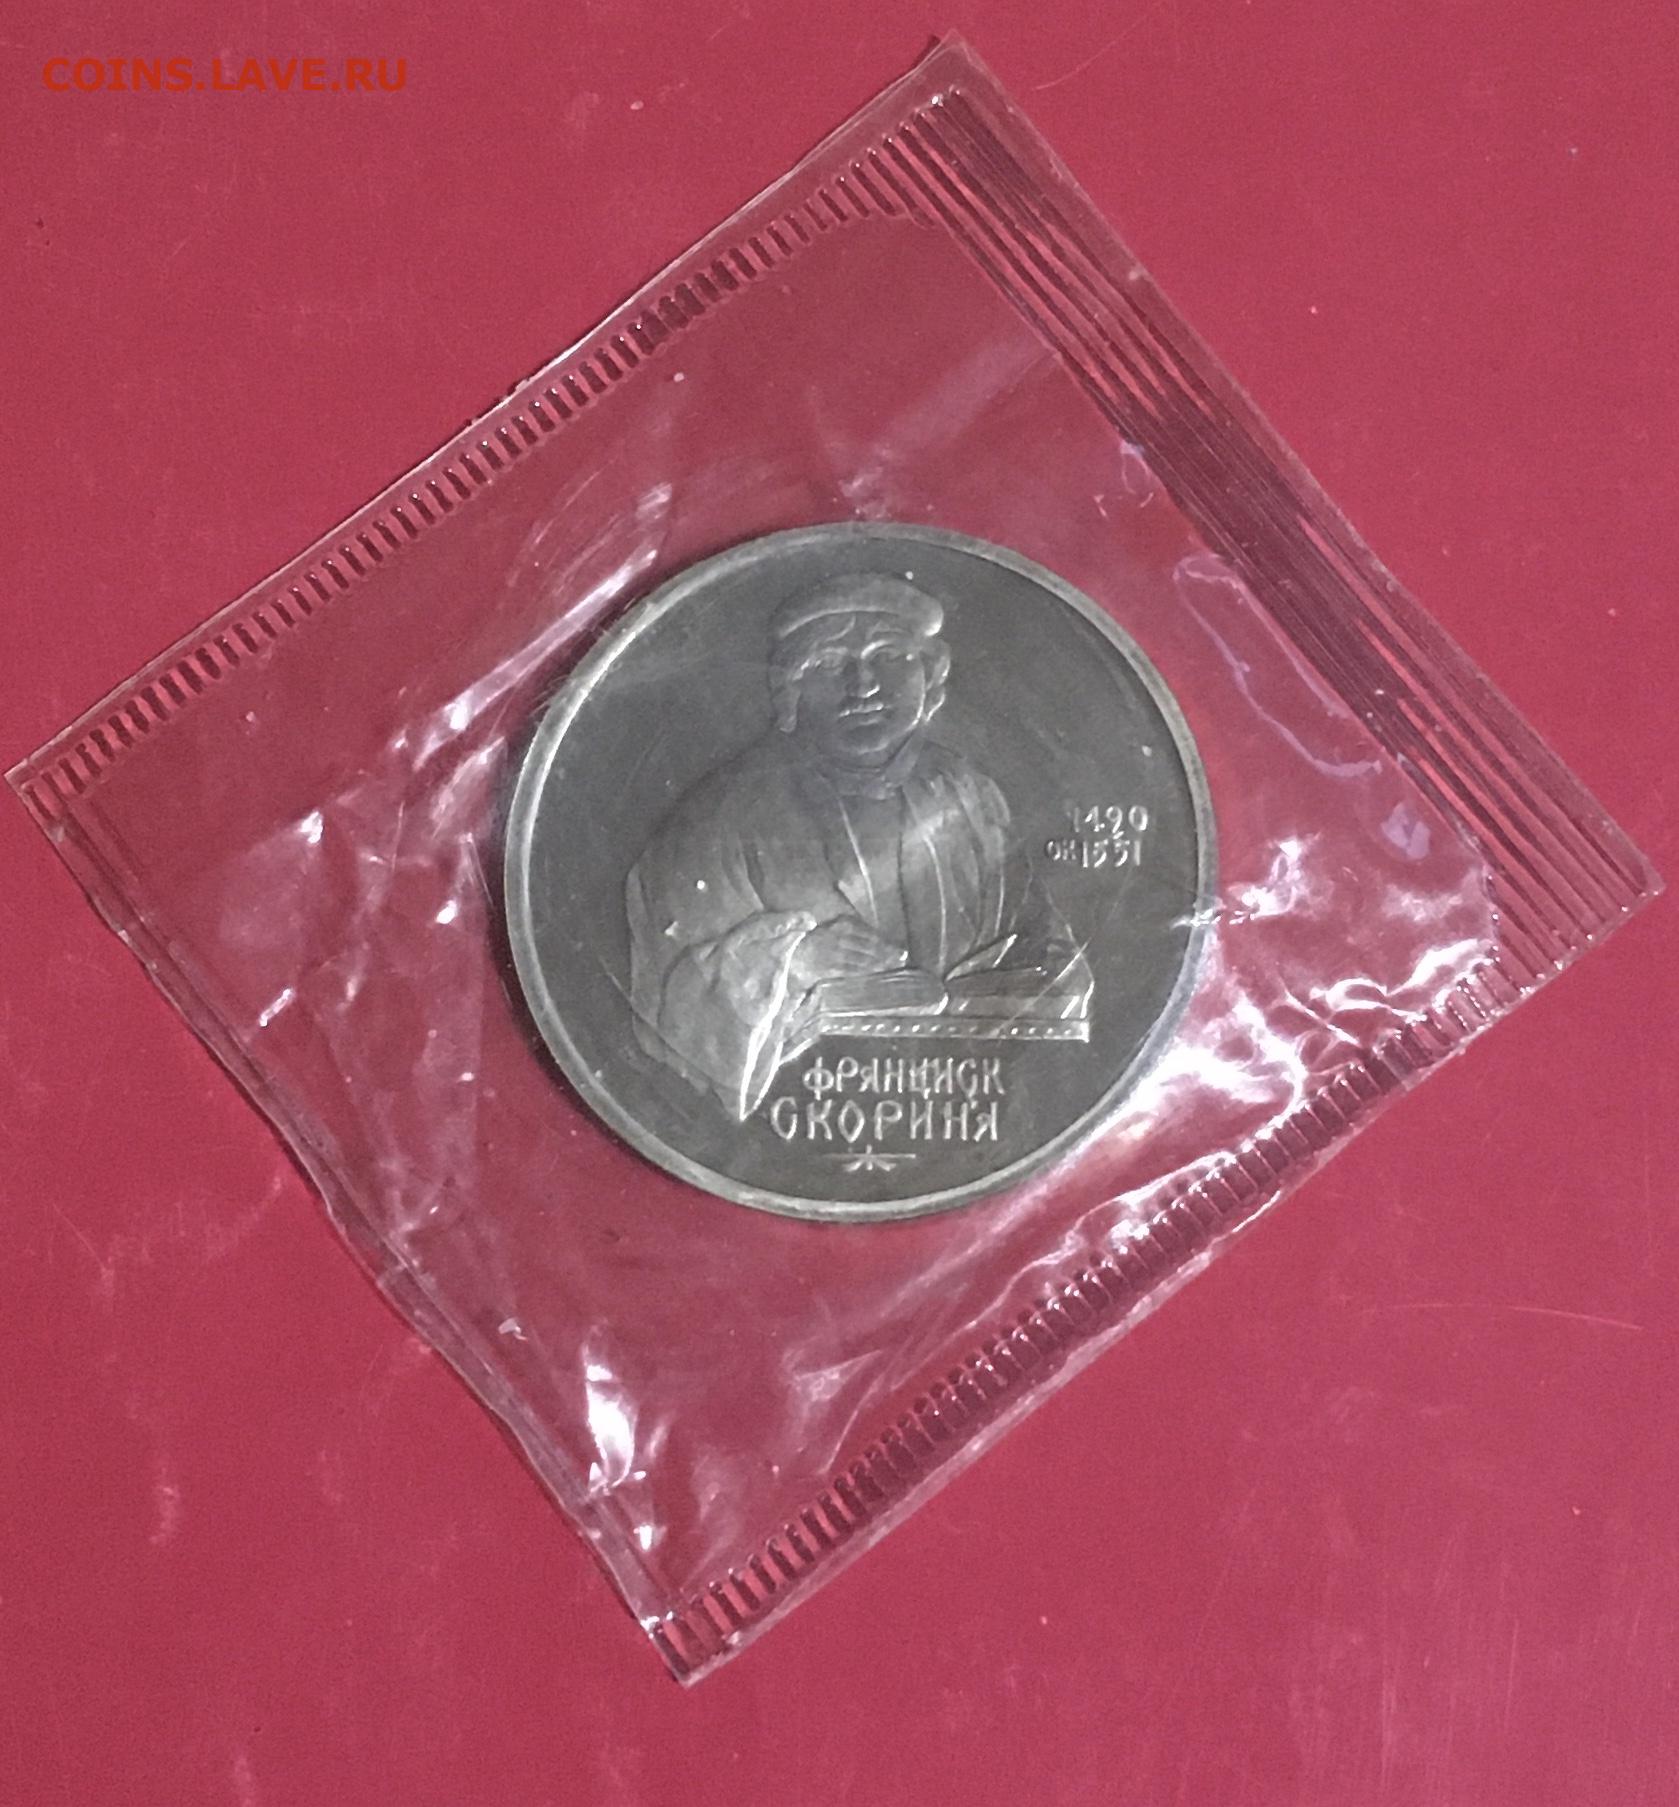 COINS.LAVE.RU
1490
ОК 1551
ФРАНЦИСК
СКОРИНА